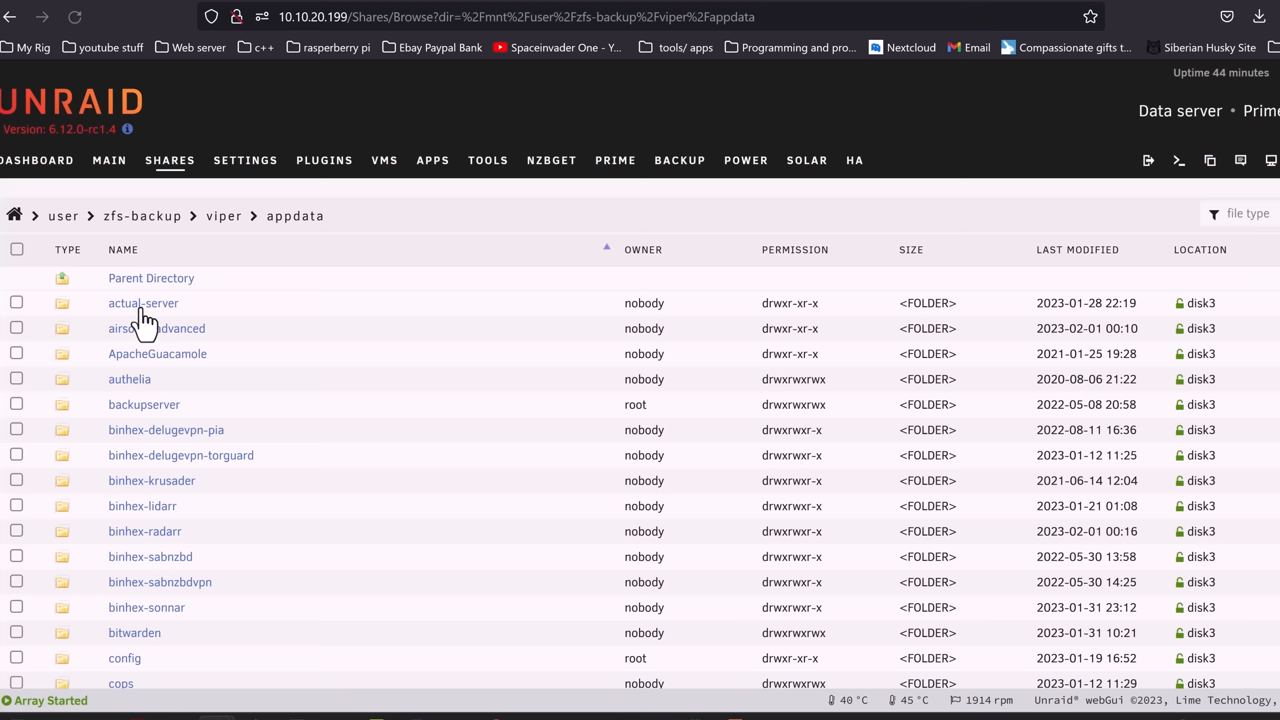 10.10.20.199/Shares/Browse?dir=%2Fmnt%2Fuser%2Fzfs-backup%2Fviper%2Fappdata
My Rig youtube stuff Web server c++ rasperberry pi Ebay Paypal Bank Spaceinvader One - Y... tools/ apps Programming and pro... Nextcloud Email Compassionate gifts t... Siberian Husky Site
Uptime 44 minutes
UNRAID
Data server • Prime
Version: 6.12.0-rc1.4
DASHBOARD MAIN SHARES SETTINGS PLUGINS VMS APPS TOOLS NZBGET PRIME BACKUP POWER SOLAR HA
user > zfs-backup > viper > appdata
file type
TYPE NAME OWNER PERMISSION SIZE LAST MODIFIED LOCATION
Parent Directory
actual-server nobody drwxr-xr-x <FOLDER> 2023-01-28 22:19 disk3
nobody drwxr-xr-x <FOLDER> 2023-02-01 00:10 disk3
ApacheGuacamole nobody drwxr-xr-x <FOLDER> 2021-01-25 19:28 disk3
authelia nobody drwxrwxrwx <FOLDER> 2020-08-06 21:22 disk3
backupserver root drwxrwxrwx <FOLDER> 2022-05-08 20:58 disk3
binhex-delugevpn-pia nobody drwxrwxr-x <FOLDER> 2022-08-11 16:36 disk3
binhex-delugevpn-torguard nobody drwxrwxr-x <FOLDER> 2023-01-12 11:25 disk3
binhex-krusader nobody drwxrwxr-x <FOLDER> 2021-06-14 12:04 disk3
binhex-lidarr nobody drwxrwxr-x <FOLDER> 2023-01-21 01:08 disk3
binhex-radarr nobody drwxrwxr-x <FOLDER> 2023-02-01 00:16 disk3
binhex-sabnzbd nobody drwxrwxr-x <FOLDER> 2022-05-30 13:58 disk3
binhex-sabnzbdvpn nobody drwxrwxr-x <FOLDER> 2022-05-30 14:25 disk3
binhex-sonnar nobody drwxrwxr-x <FOLDER> 2023-01-31 23:12 disk3
bitwarden nobody drwxrwxrwx <FOLDER> 2023-01-31 10:21 disk3
config root drwxr-xr-x <FOLDER> 2023-01-19 16:52 disk3
cops nobody drwxrwxr-x <FOLDER> 2023-01-12 11:29 disk3
Array Started 40 °C 45 °C 1914 rpm Unraid® webGui ©2023, Lime Technology,